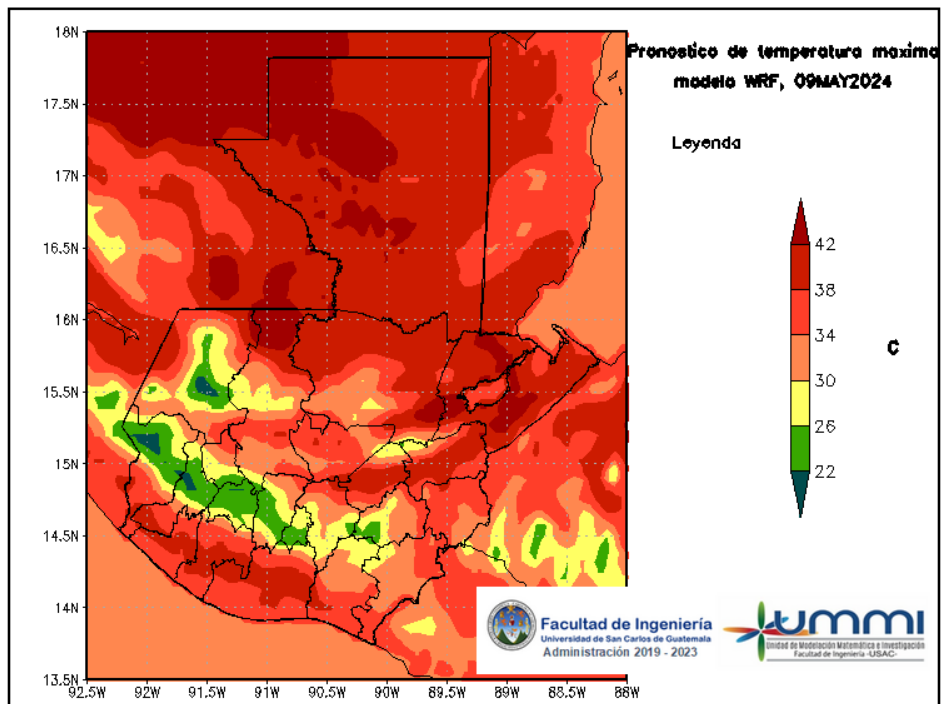 Pronostico de temperatura maxima
modelo WRF, 09MAY2024
Leyenda
42
38
34
30
26
22
C
18N
17.5N
17N
16.5N
16N
15.5N
15N
14.5N
14N
13.5N
92.5W
92W
91.5W
91W
90.5W
90W
89.5W
89W
88.5W
88W
Facultad de Ingeniería
Universidad de San Carlos de Guatemala
Administración 2019 - 2023
UMMI
Unidad de Modelación Matemática e Investigación
Facultad de Ingeniería -USAC-